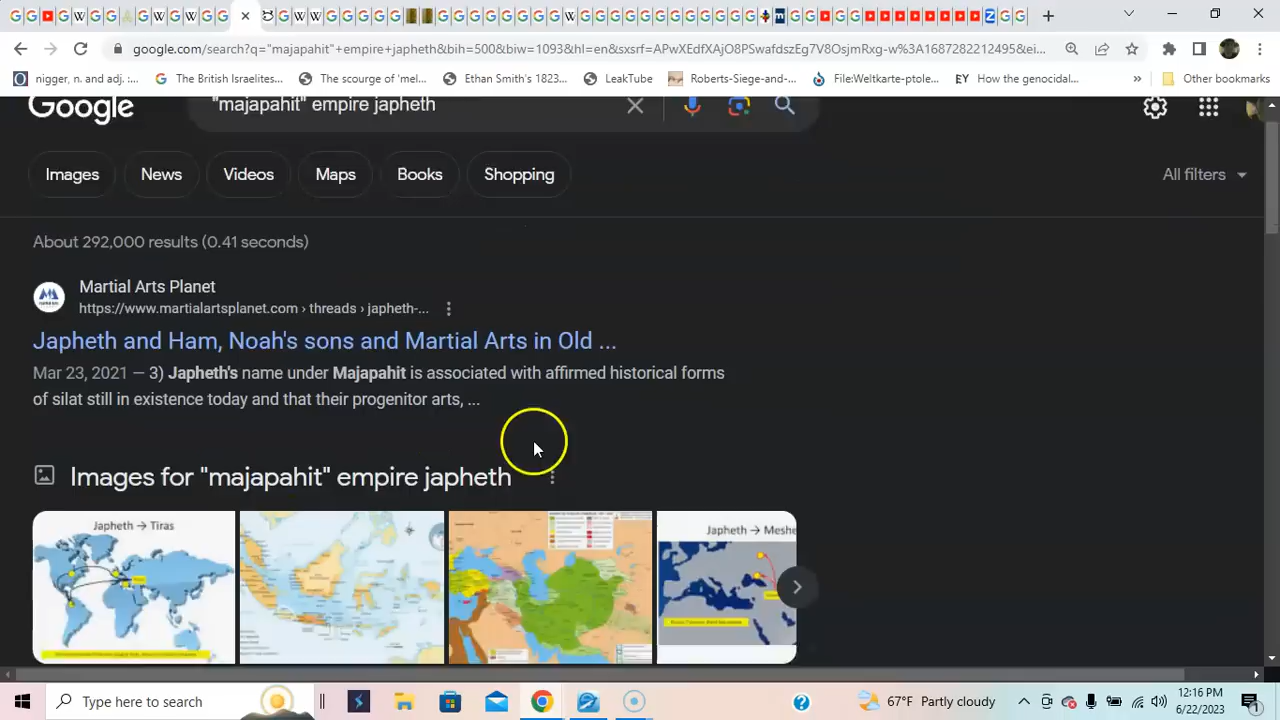 google.com/search?q="majapahit"+empire+japheth&bih=500&biw=1093&hl=en&sxsrf=APwXEdfXAjO8PSwafdszEg7V8OsjmRxg-w%3A1687282212495&ei...
nigger, n. and adj. :...
The British Israelites...
The scourge of 'mel...
Ethan Smith's 1823...
LeakTube
Roberts-Siege-and-...
File:Weltkarte-ptole...
EY How the genocidal...
»
Other bookmarks
Google
"majapahit" empire japheth
Images
News
Videos
Maps
Books
Shopping
All filters
About 292,000 results (0.41 seconds)
Martial Arts Planet
https://www.martialartsplanet.com › threads › japheth-...
Japheth and Ham, Noah's sons and Martial Arts in Old ...
Mar 23, 2021 — 3) Japheth's name under Majapahit is associated with affirmed historical forms
of silat still in existence today and that their progenitor arts, ...
Images for "majapahit" empire japheth
Japheth → Tiras
Japheth → Meshe
Type here to search
67°F Partly cloudy
12:16 PM
6/22/2023